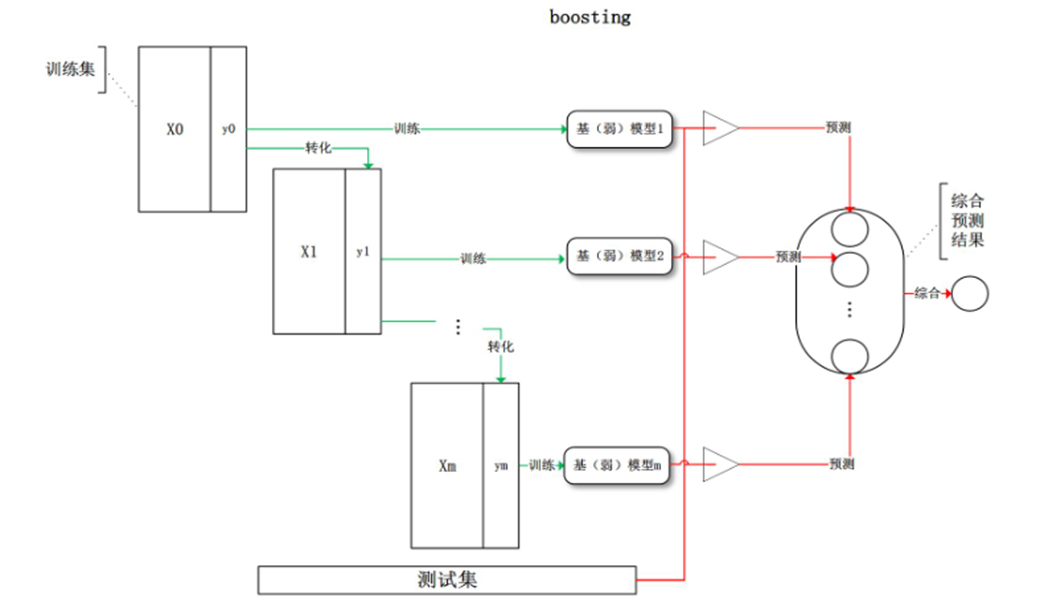 boosting
训练集
X0
y0
训练
基（弱）模型1
预测
转化
X1
y1
训练
基（弱）模型2
预测
综合
预测
结果
综合
⋮
⋮
转化
Xm
ym
训练
基（弱）模型m
预测
测试集